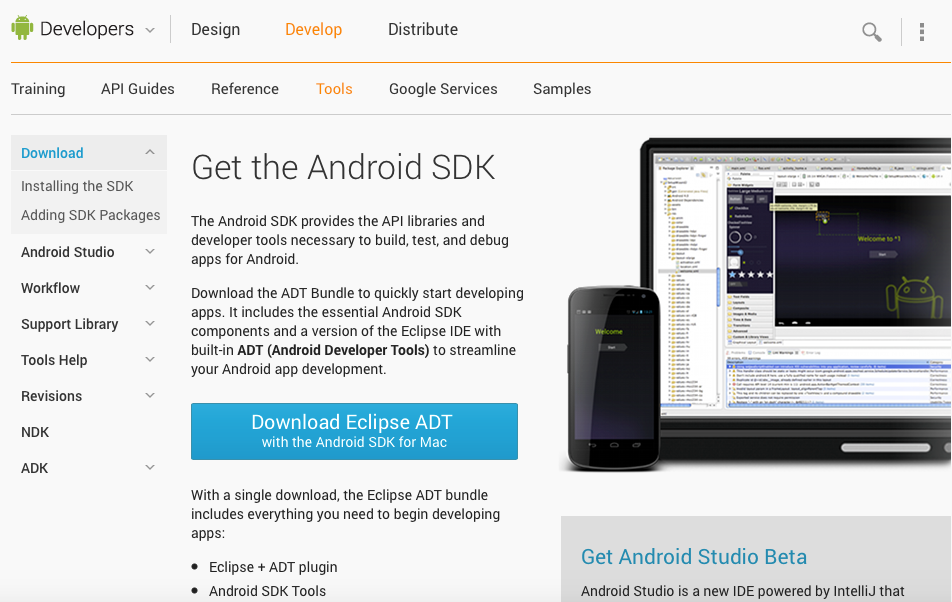 Developers
Design
Develop
Distribute
Training
API Guides
Reference
Tools
Google Services
Samples
Download
Installing the SDK
Adding SDK Packages
Android Studio
Workflow
Support Library
Tools Help
Revisions
NDK
ADK
Get the Android SDK
The Android SDK provides the API libraries and
developer tools necessary to build, test, and debug
apps for Android.
Download the ADT Bundle to quickly start developing
apps. It includes the essential Android SDK
components and a version of the Eclipse IDE with
built-in ADT (Android Developer Tools) to streamline
your Android app development.
Download Eclipse ADT
with the Android SDK for Mac
With a single download, the Eclipse ADT bundle
includes everything you need to begin developing
apps:
Eclipse + ADT plugin
Android SDK Tools
Welcome to *1
Start
Welcome
Start
Get Android Studio Beta
Android Studio is a new IDE powered by IntelliJ that